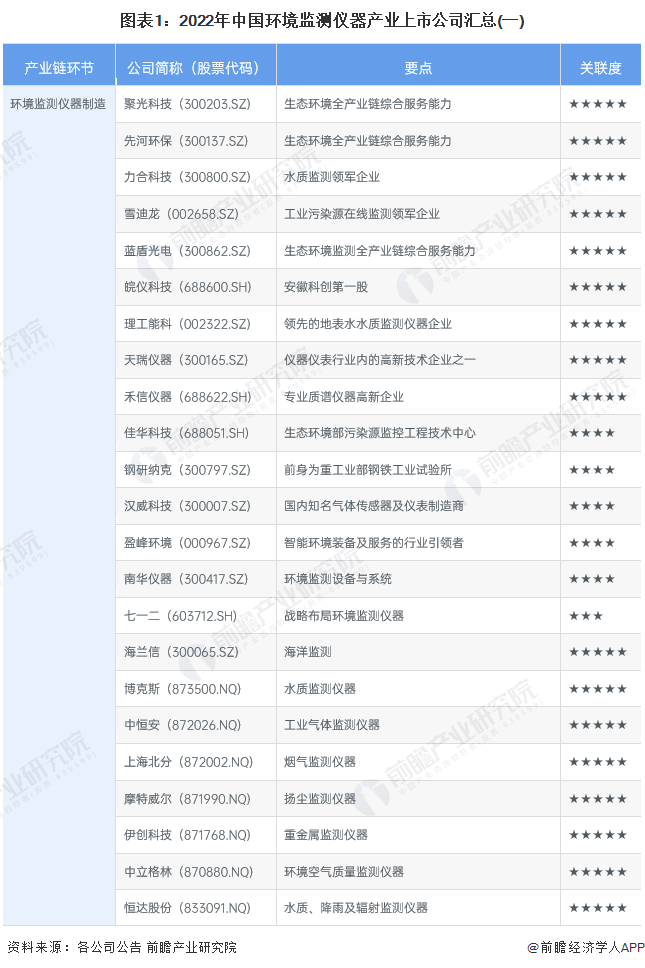 图表1：2022年中国环境监测仪器产业上市公司汇总(一)
产业链环节 公司简称（股票代码） 要点 关联度
环境监测仪器制造 聚光科技（300203.SZ） 生态环境全产业链综合服务能力 ★★★★★
先河环保（300137.SZ） 生态环境全产业链综合服务能力 ★★★★★
力合科技（300800.SZ） 水质监测领军企业 ★★★★★
雪迪龙（002658.SZ） 工业污染源在线监测领军企业 ★★★★★
蓝盾光电（300862.SZ） 生态环境监测全产业链综合服务能力 ★★★★★
皖仪科技（688600.SH） 安徽科创第一股 ★★★★★
理工能科（002322.SZ） 领先的地表水水质监测仪器企业 ★★★★★
天瑞仪器（300165.SZ） 仪器仪表行业内的高新技术企业之一 ★★★★★
禾信仪器（688622.SH） 专业质谱仪器高新企业 ★★★★★
佳华科技（688051.SH） 生态环境部污染源监控工程技术中心 ★★★★
钢研纳克（300797.SZ） 前身为重工业部钢铁工业试验所 ★★★★
汉威科技（300007.SZ） 国内知名气体传感器及仪表制造商 ★★★★
盈峰环境（000967.SZ） 智能环境装备及服务的行业引领者 ★★★★
南华仪器（300417.SZ） 环境监测设备与系统 ★★★★
七一二（603712.SH） 战略布局环境监测仪器 ★★★
海兰信（300065.SZ） 海洋监测 ★★★★★
博克斯（873500.NQ） 水质监测仪器 ★★★★★
中恒安（872026.NQ） 工业气体监测仪器 ★★★★★
上海北分（872002.NQ） 烟气监测仪器 ★★★★★
摩特威尔（871990.NQ） 扬尘监测仪器 ★★★★★
伊创科技（871768.NQ） 重金属监测仪器 ★★★★★
中立格林（870880.NQ） 环境空气质量监测仪器 ★★★★★
恒达股份（833091.NQ） 水质、降雨及辐射监测仪器 ★★★★★
资料来源：各公司公告 前瞻产业研究院 @前瞻经济学人APP
前瞻产业研究院